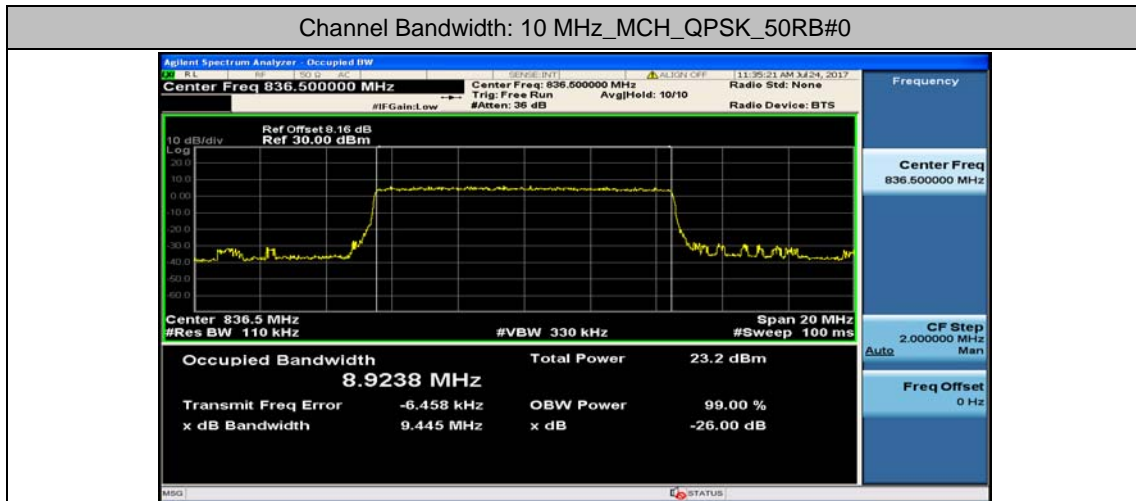 Channel Bandwidth: 10 MHz_MCH_QPSK_50RB#0
Agilent Spectrum Analyzer - Occupied BW
LXI RL RF 50 Ω AC SENSE:INT ALIGN OFF 11:35:21 AM Jul 24, 2017
Center Freq 836.500000 MHz
Center Freq: 836.500000 MHz
Radio Std: None
Trig: Free Run Avg|Hold: 10/10
#IFGain:Low #Atten: 36 dB Radio Device: BTS
Frequency
Ref Offset 8.16 dB
10 dB/div Ref 30.00 dBm
Log
20.0
10.0
0.00
-10.0
-20.0
-30.0
-40.0
-50.0
-60.0
Center 836.5 MHz Span 20 MHz
#Res BW 110 kHz #VBW 330 kHz #Sweep 100 ms
Occupied Bandwidth Total Power 23.2 dBm
8.9238 MHz
Transmit Freq Error -6.458 kHz OBW Power 99.00 %
x dB Bandwidth 9.445 MHz x dB -26.00 dB
Center Freq
836.500000 MHz
CF Step
2.000000 MHz
Auto Man
Freq Offset
0 Hz
MSG STATUS